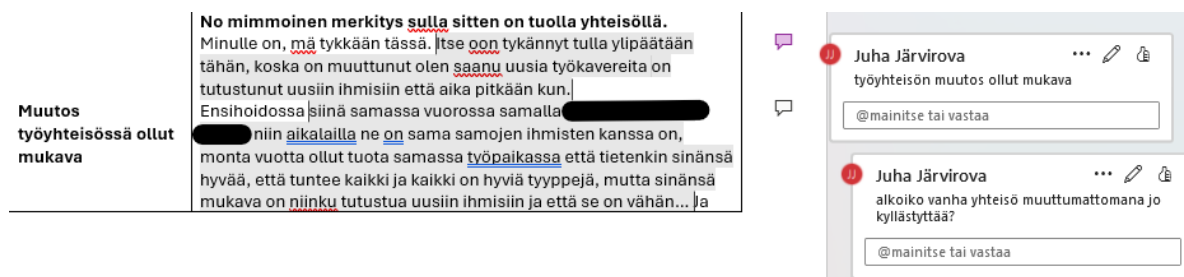 No mimmoinen merkitys sulla sitten on tuolla yhteisöllä.
Minulle on, mä tykkään tässä. Itse oon tykännyt tulla ylipäätään
tähän, koska on muuttunut olen saanu uusia työkavereita on
tutustunut uusiin ihmisiin että aika pitkään kun.
Ensihoidossa siinä samassa vuorossa samalla
niin aikalailla ne on sama samojen ihmisten kanssa on,
monta vuotta ollut tuota samassa työpaikassa että tietenkin sinänsä
hyvää, että tuntee kaikki ja kaikki on hyviä tyyppejä, mutta sinänsä
mukava on niinku tutustua uusiin ihmisiin ja että se on vähän... Ja
Muutos
työyhteisössä ollut
mukava
JJ Juha Järvirova
työyhteisön muutos ollut mukava
@mainitse tai vastaa
JJ Juha Järvirova
alkoiko vanha yhteisö muuttumattomana jo
kyllästyttää?
@mainitse tai vastaa